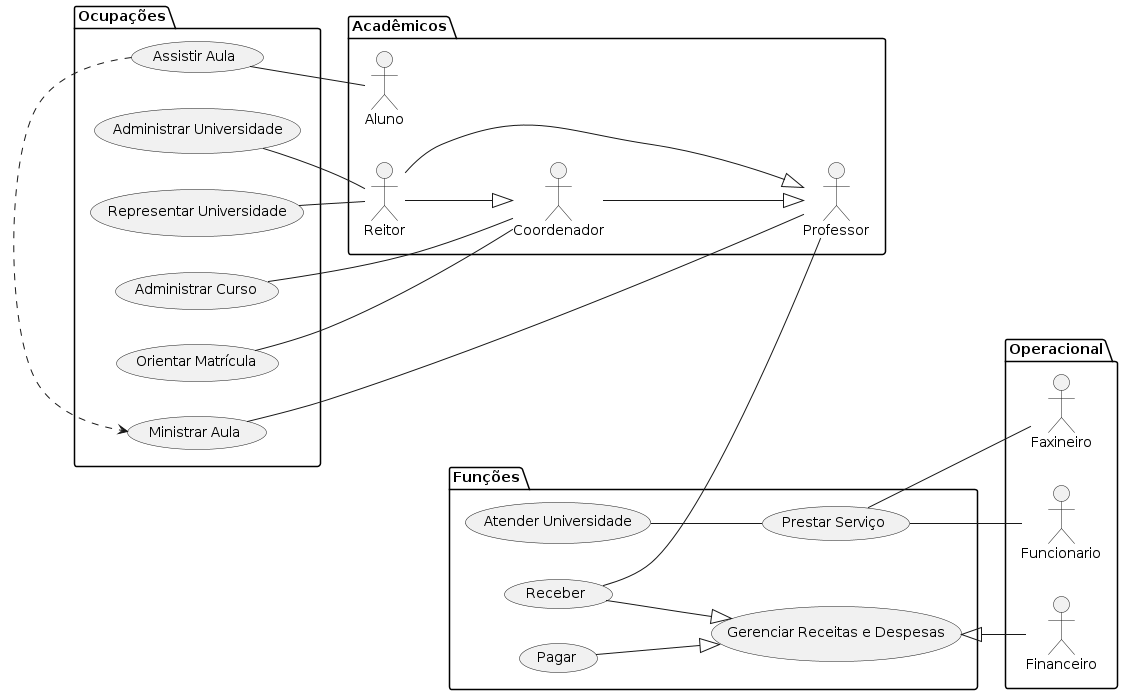 Ocupações
Assistir Aula
Administrar Universidade
Representar Universidade
Administrar Curso
Orientar Matrícula
Ministrar Aula
Acadêmicos
Aluno
Reitor
Coordenador
Professor
Funções
Atender Universidade
Prestar Serviço
Receber
Gerenciar Receitas e Despesas
Pagar
Operacional
Faxineiro
Funcionario
Financeiro